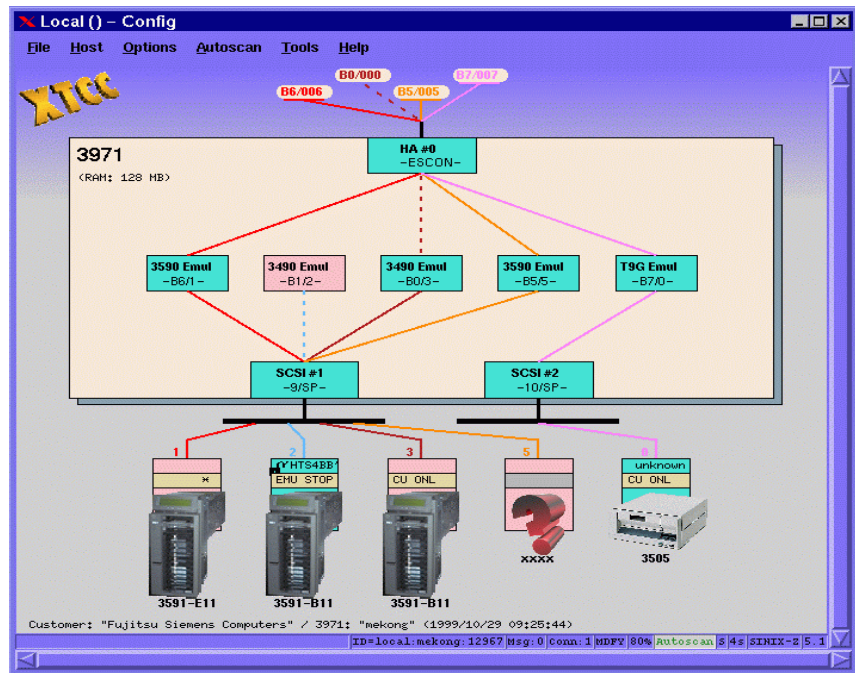 Local () – Config
File Host Options Autoscan Tools Help
XTCC
B0/000 B7/007
B6/006 B5/005
3971
(RAM: 128 MB)
HA #0
–ESCON–
3590 Emul 3490 Emul 3490 Emul 3590 Emul T9G Emul
–B6/1– –B1/2– –B0/3– –B5/5– –B7/0–
SCSI #1 SCSI #2
–9/SP– –10/SP–
1 2 3 5 0
HTS4BB unknown
* EMU STOP CU ONL CU ONL
xxxx 3505
3591-E11 3591-B11 3591-B11
Customer: "Fujitsu Siemens Computers" / 3971: "mekong" (1999/10/29 09:25:44)
ID=local:mekong:12967 Msg:0 Conn:1 MDFY 80% Autoscan S 4s SINIX-Z 5.1